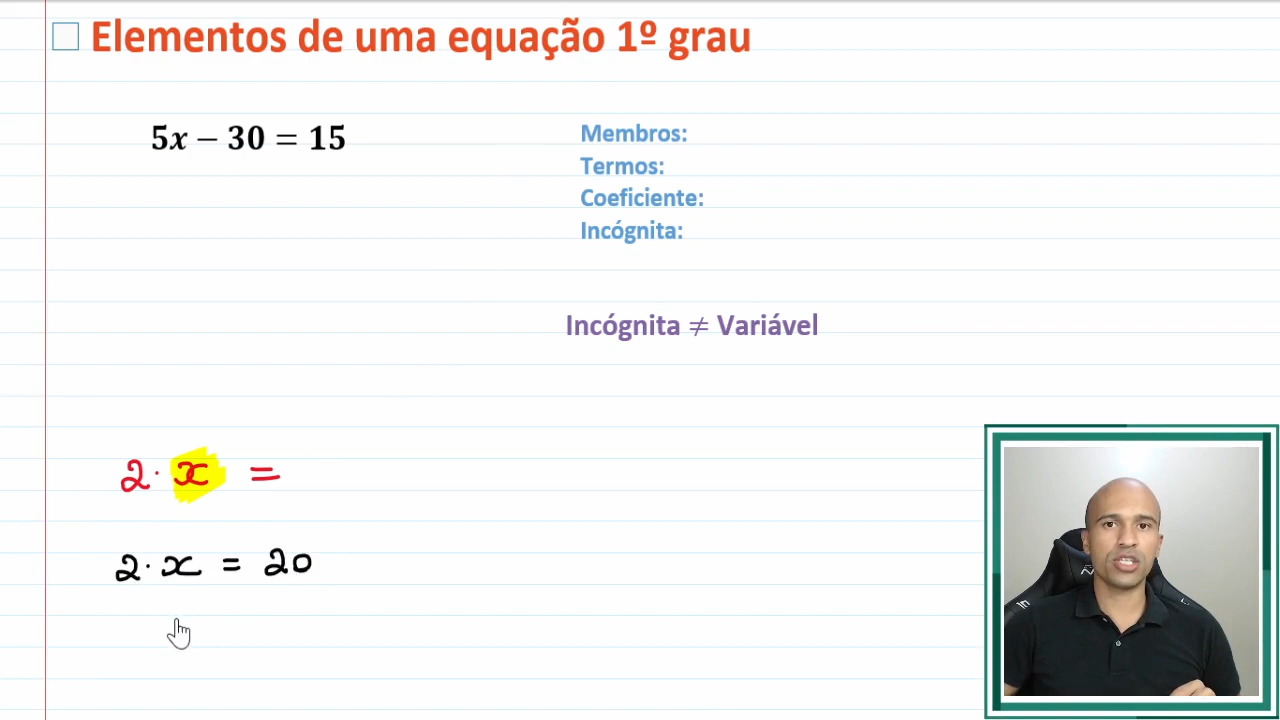 Elementos de uma equação 1º grau
5x − 30 = 15
Membros:
Termos:
Coeficiente:
Incógnita:
Incógnita ≠ Variável
2 · x =
2 · x = 20